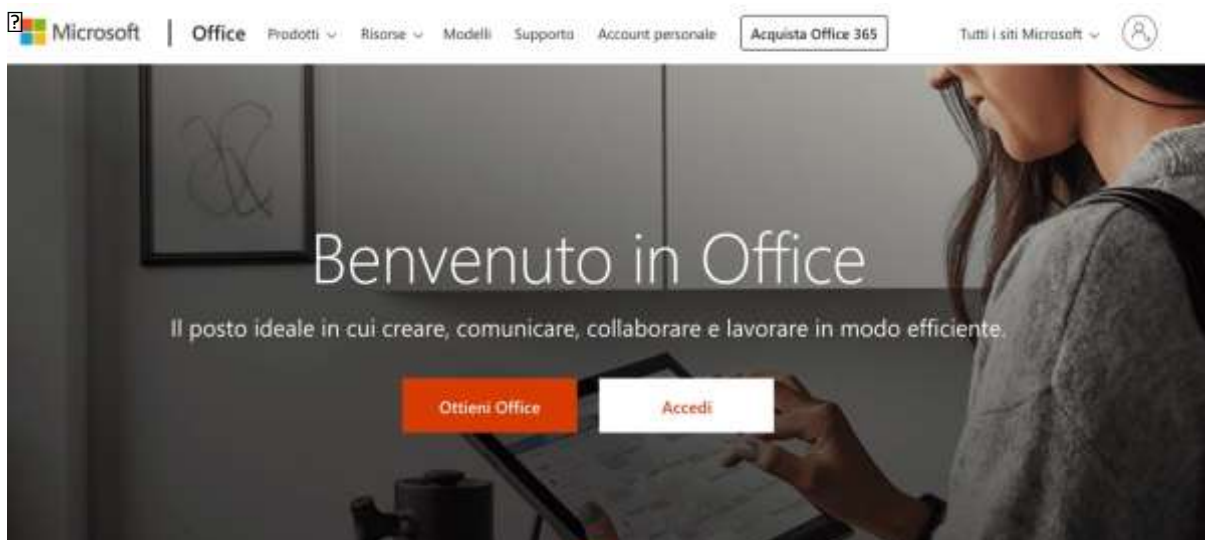 Microsoft | Office Prodotti Risorse Modelli Supporto Account personale Acquista Office 365 Tutti i siti Microsoft
Benvenuto in Office
Il posto ideale in cui creare, comunicare, collaborare e lavorare in modo efficiente.
Ottieni Office Accedi